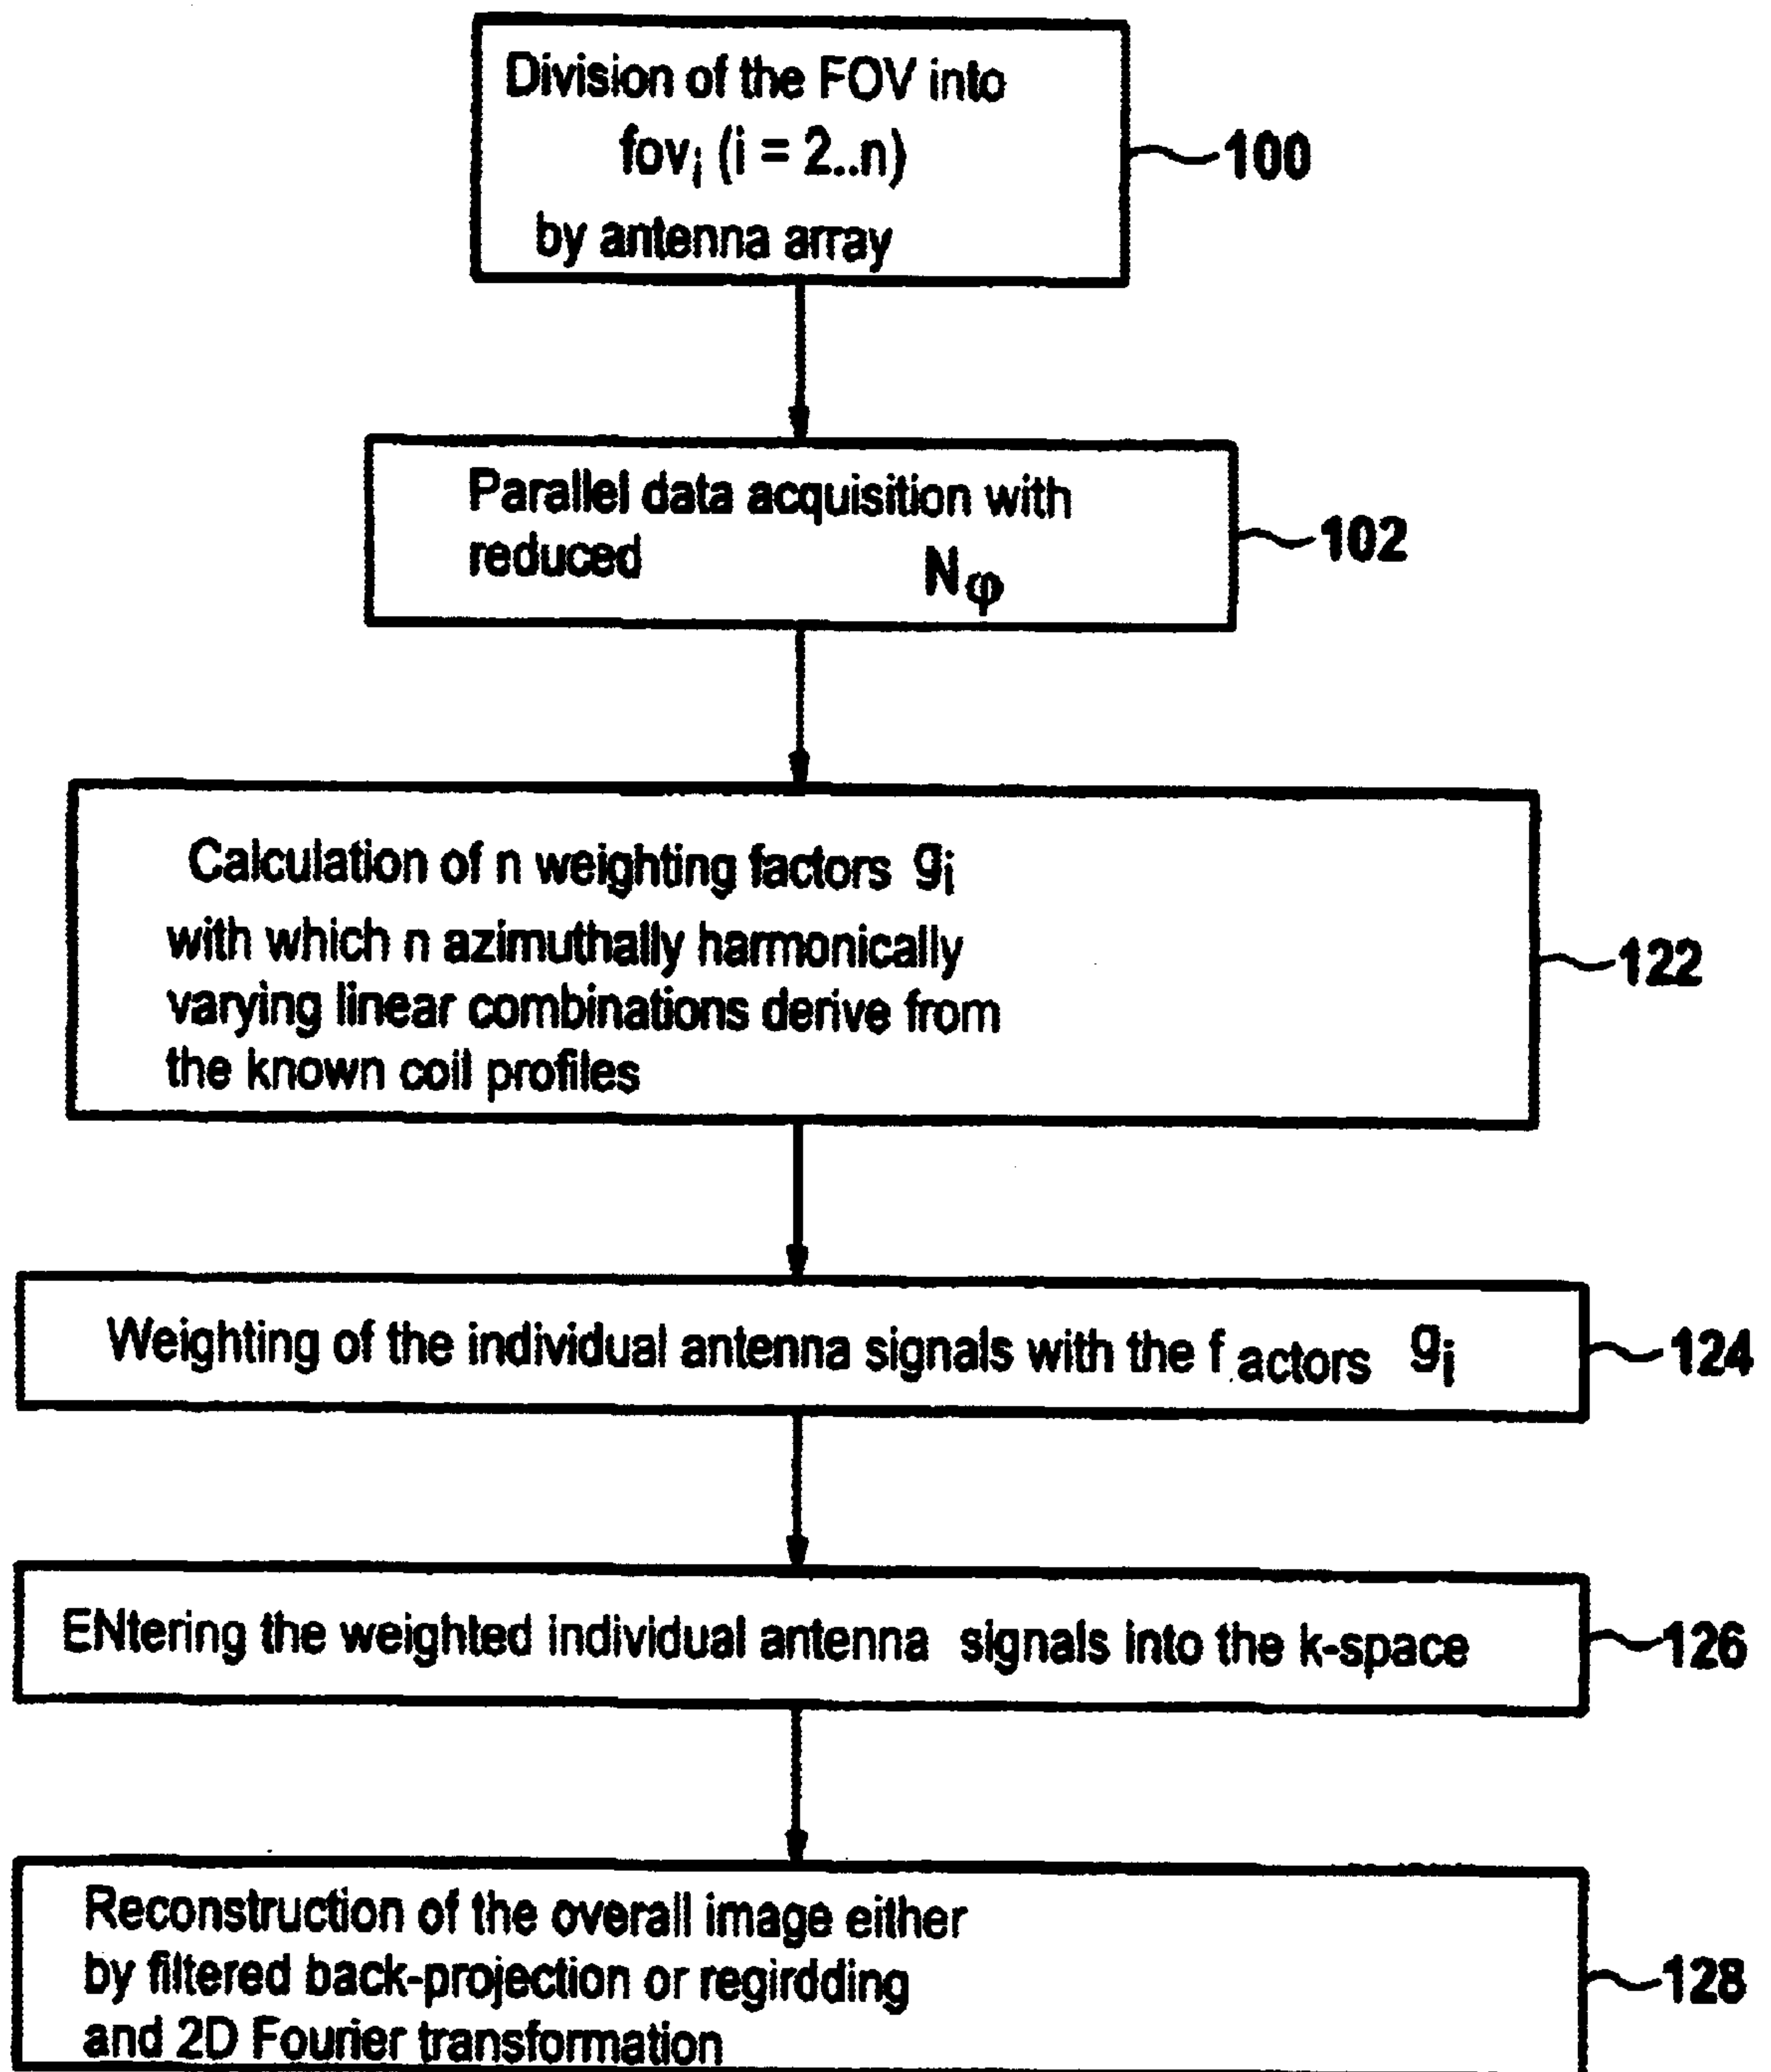 Division of the FOV into
fovᵢ (i = 2..n)
by antenna array
100
Parallel data acquisition with
reduced Nφ
102
Calculation of n weighting factors gᵢ
with which n azimuthally harmonically
varying linear combinations derive from
the known coil profiles
122
Weighting of the individual antenna signals with the f actors gᵢ
124
ENtering the weighted individual antenna signals into the k-space
126
Reconstruction of the overall image either
by filtered back-projection or regirdding
and 2D Fourier transformation
128